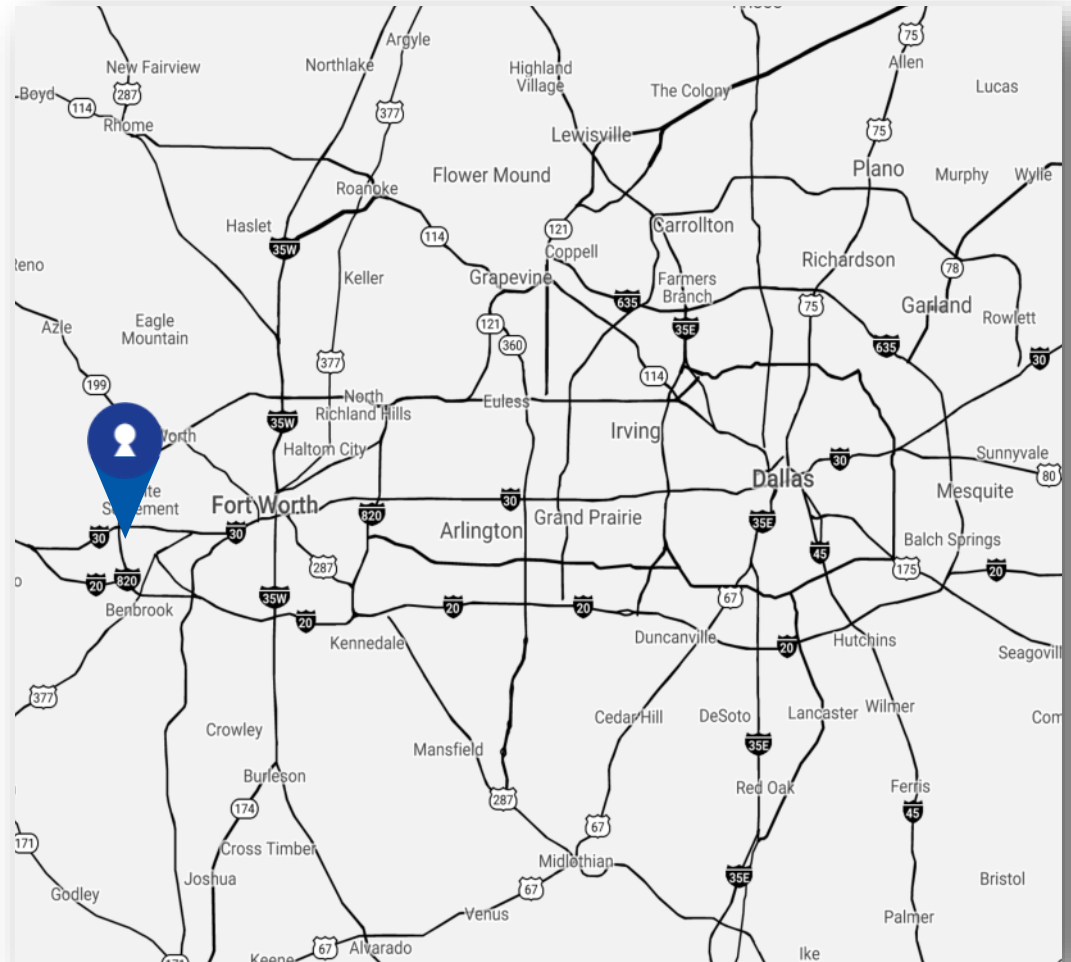 Argyle
75
New Fairview
Northlake
Highland
Village
Allen
287
Boyd
114
377
The Colony
Lucas
Rhome
Lewisville
75
Plano
Flower Mound
Murphy
Wylie
Roanoke
Haslet
35W
114
121
Carrollton
Coppell
Richardson
78
Keller
Grapevine
Farmers
Branch
635
75
Garland
Rowlett
Azle
Eagle
Mountain
121
360
35E
635
30
377
199
114
North
Richland Hills
Euless
35W
Irving
Haltom City
30
Sunnyvale
80
Dallas
Mesquite
Fort Worth
30
820
Arlington
Grand Prairie
35E
30
30
45
Balch Springs
175
287
20
820
20
Benbrook
35W
20
20
20
67
Kennedale
Duncanville
20
Hutchins
377
Cedar Hill
DeSoto
Lancaster
Wilmer
Crowley
Mansfield
35E
Burleson
174
287
Red Oak
Ferris
45
67
171
Cross Timber
Midlothian
Joshua
Godley
67
35E
Bristol
Venus
Palmer
67
Alvarado
Keene
Ike